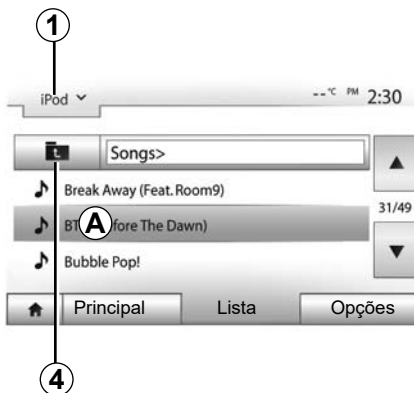 1
iPod
--°C PM 2:30
Songs>
Break Away (Feat. Room9)
A
fore The Dawn)
31/49
Bubble Pop!
Principal Lista Opções
4